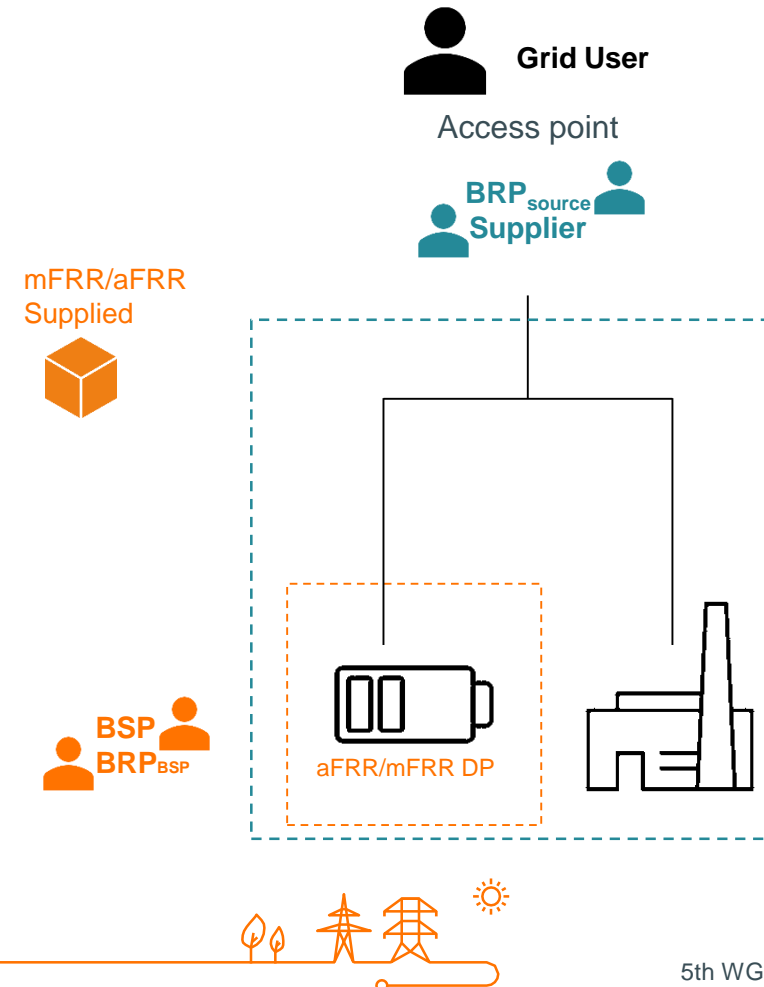 Grid User
Access point
BRPsource
Supplier
mFRR/aFRR
Supplied
BSP
BRPBSP
aFRR/mFRR DP
5th WG